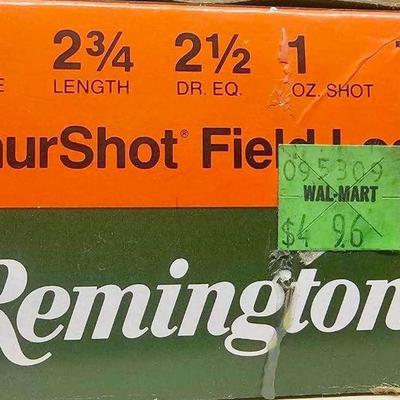 2¾ 2½ 1
LENGTH DR. EQ. OZ. SHOT
Field
095309
WAL-MART
$4 96
Remington